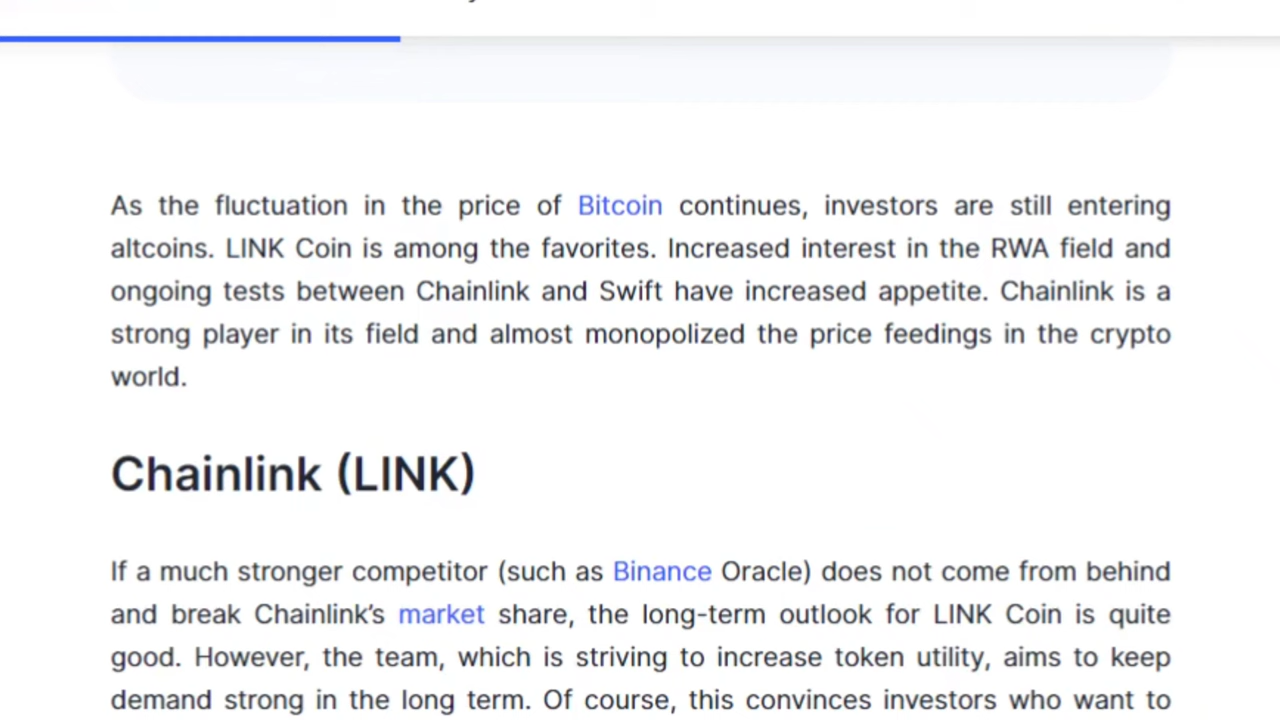 As the fluctuation in the price of Bitcoin continues, investors are still entering
altcoins. LINK Coin is among the favorites. Increased interest in the RWA field and
ongoing tests between Chainlink and Swift have increased appetite. Chainlink is a
strong player in its field and almost monopolized the price feedings in the crypto
world.
Chainlink (LINK)
If a much stronger competitor (such as Binance Oracle) does not come from behind
and break Chainlink’s market share, the long-term outlook for LINK Coin is quite
good. However, the team, which is striving to increase token utility, aims to keep
demand strong in the long term. Of course, this convinces investors who want to